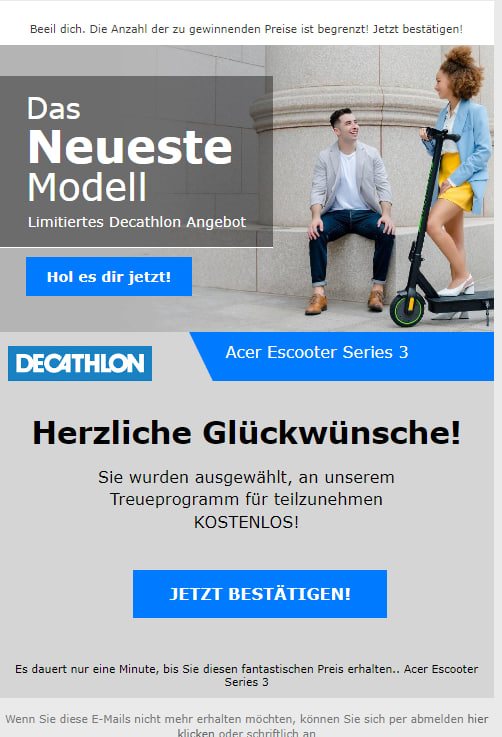 Beeil dich. Die Anzahl der zu gewinnenden Preise ist begrenzt! Jetzt bestätigen!
Das
Neueste
Modell
Limitiertes Decathlon Angebot
Hol es dir jetzt!
DECATHLON
Acer Escooter Series 3
Herzliche Glückwünsche!
Sie wurden ausgewählt, an unserem
Treueprogramm für teilzunehmen
KOSTENLOS!
JETZT BESTÄTIGEN!
Es dauert nur eine Minute, bis Sie diesen fantastischen Preis erhalten.. Acer Escooter
Series 3
Wenn Sie diese E-Mails nicht mehr erhalten möchten, können Sie sich per abmelden hier
klicken oder schriftlich an